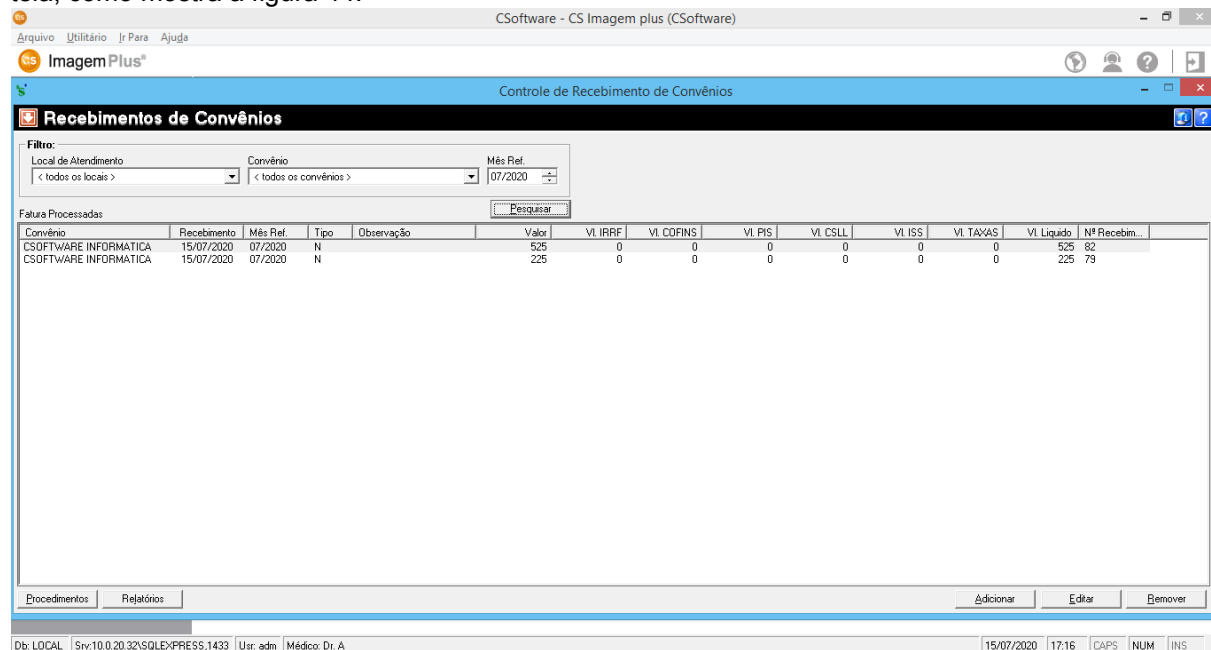 CSoftware - CS Imagem plus (CSoftware)
Arquivo Utilitário Ir Para Ajuda
CS ImagemPlus®
Controle de Recebimento de Convênios
Recebimentos de Convênios
Filtro:
Local de Atendimento Convênio Mês Ref.
< todos os locais > < todos os convênios > 07/2020
Fatura Processadas Pesquisar
Convênio Recebimento Mês Ref. Tipo Observação Valor Vl. IRRF Vl. COFINS Vl. PIS Vl. CSLL Vl. ISS Vl. TAXAS Vl. Liquido Nª Recebim...
CSOFTWARE INFORMATICA 15/07/2020 07/2020 N 525 0 0 0 0 0 0 525 82
CSOFTWARE INFORMATICA 15/07/2020 07/2020 N 225 0 0 0 0 0 0 225 79
Procedimentos Relatórios Adicionar Editar Remover
Db: LOCAL Srv:10.0.20.32\SQLEXPRESS,1433 Usr: adm Médico: Dr. A 15/07/2020 17:16 CAPS NUM INS